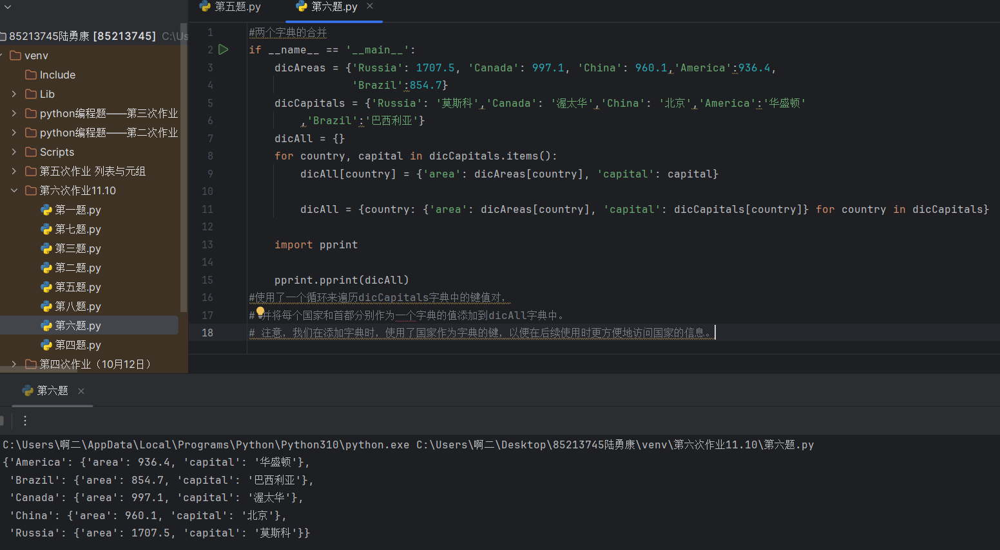 第五题.py
第六题.py
85213745陆勇康 [85213745] C:\Us
venv
Include
Lib
python编程题——第三次作业
python编程题——第二次作业
Scripts
第五次作业 列表与元组
第六次作业11.10
第一题.py
第七题.py
第三题.py
第二题.py
第五题.py
第八题.py
第六题.py
第四题.py
第四次作业（10月12日）
1 #两个字典的合并
2 if __name__ == '__main__':
3 dicAreas = {'Russia': 1707.5, 'Canada': 997.1, 'China': 960.1,'America':936.4,
4 'Brazil':854.7}
5 dicCapitals = {'Russia': '莫斯科','Canada': '渥太华','China': '北京','America':'华盛顿'
6 ,'Brazil':'巴西利亚'}
7 dicAll = {}
8 for country, capital in dicCapitals.items():
9 dicAll[country] = {'area': dicAreas[country], 'capital': capital}
10
11 dicAll = {country: {'area': dicAreas[country], 'capital': dicCapitals[country]} for country in dicCapitals}
12
13 import pprint
14
15 pprint.pprint(dicAll)
16 #使用了一个循环来遍历dicCapitals字典中的键值对，
17 # 并将每个国家和首都分别作为一个字典的值添加到dicAll字典中。
18 # 注意，我们在添加字典时，使用了国家作为字典的键，以便在后续使用时更方便地访问国家的信息。
第六题
C:\Users\啊二\AppData\Local\Programs\Python\Python310\python.exe C:\Users\啊二\Desktop\85213745陆勇康\venv\第六次作业11.10\第六题.py
{'America': {'area': 936.4, 'capital': '华盛顿'},
'Brazil': {'area': 854.7, 'capital': '巴西利亚'},
'Canada': {'area': 997.1, 'capital': '渥太华'},
'China': {'area': 960.1, 'capital': '北京'},
'Russia': {'area': 1707.5, 'capital': '莫斯科'}}